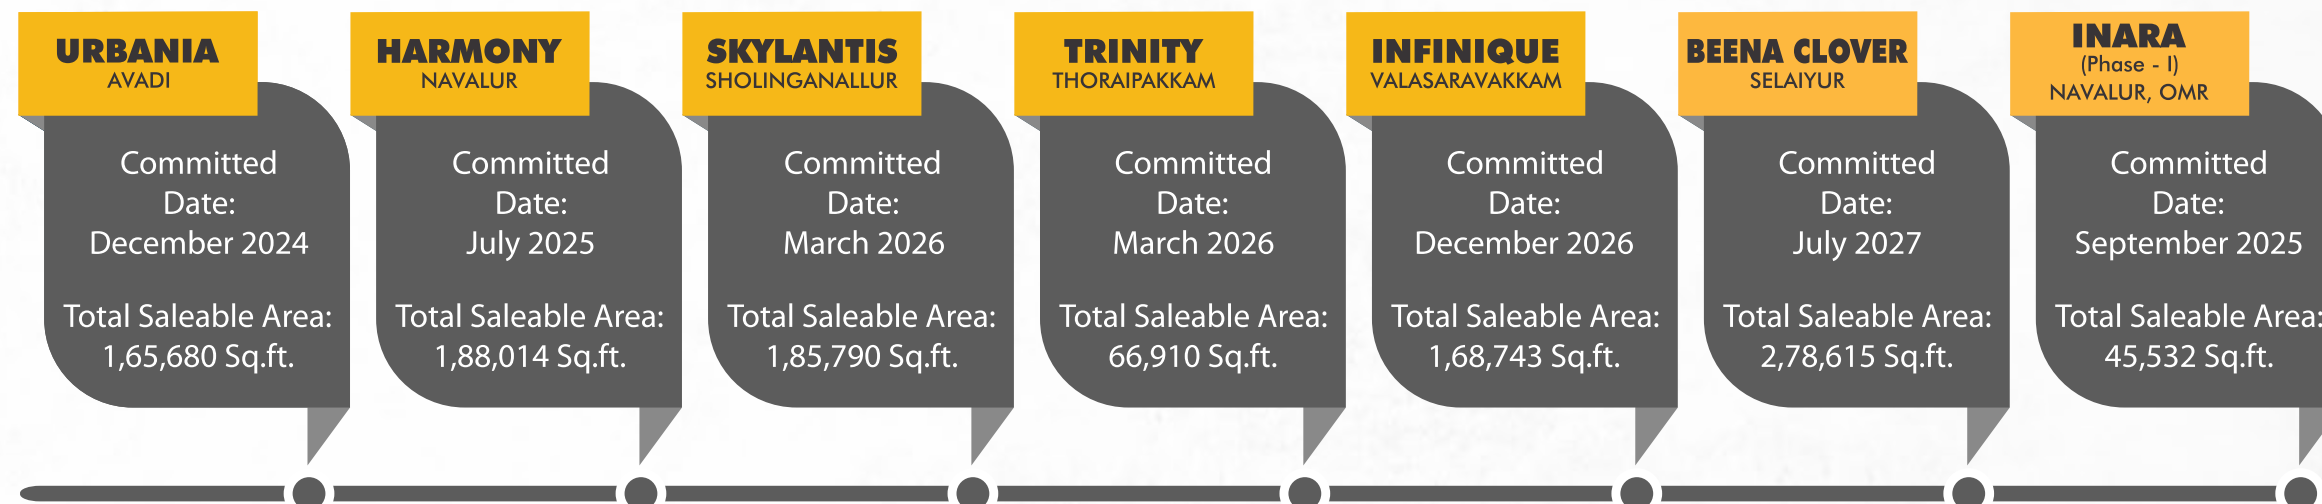 URBANIA
AVADI
Committed
Date:
December 2024
Total Saleable Area:
1,65,680 Sq.ft.
HARMONY
NAVALUR
Committed
Date:
July 2025
Total Saleable Area:
1,88,014 Sq.ft.
SKYLANTIS
SHOLINGANALLUR
Committed
Date:
March 2026
Total Saleable Area:
1,85,790 Sq.ft.
TRINITY
THORAIPAKKAM
Committed
Date:
March 2026
Total Saleable Area:
66,910 Sq.ft.
INFINIQUE
VALASARAVAKKAM
Committed
Date:
December 2026
Total Saleable Area:
1,68,743 Sq.ft.
BEENA CLOVER
SELAIYUR
Committed
Date:
July 2027
Total Saleable Area:
2,78,615 Sq.ft.
INARA
(Phase - I)
NAVALUR, OMR
Committed
Date:
September 2025
Total Saleable Area:
45,532 Sq.ft.